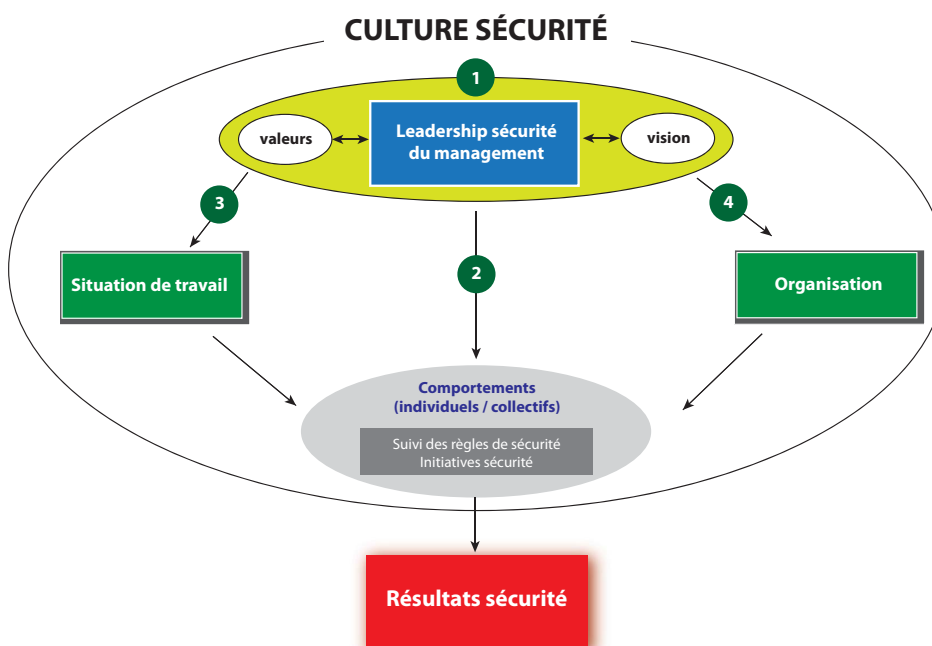 CULTURE SÉCURITÉ
1
valeurs
Leadership sécurité
du management
vision
3
4
2
Situation de travail
Organisation
Comportements
(individuels / collectifs)
Suivi des règles de sécurité
Initiatives sécurité
Résultats sécurité